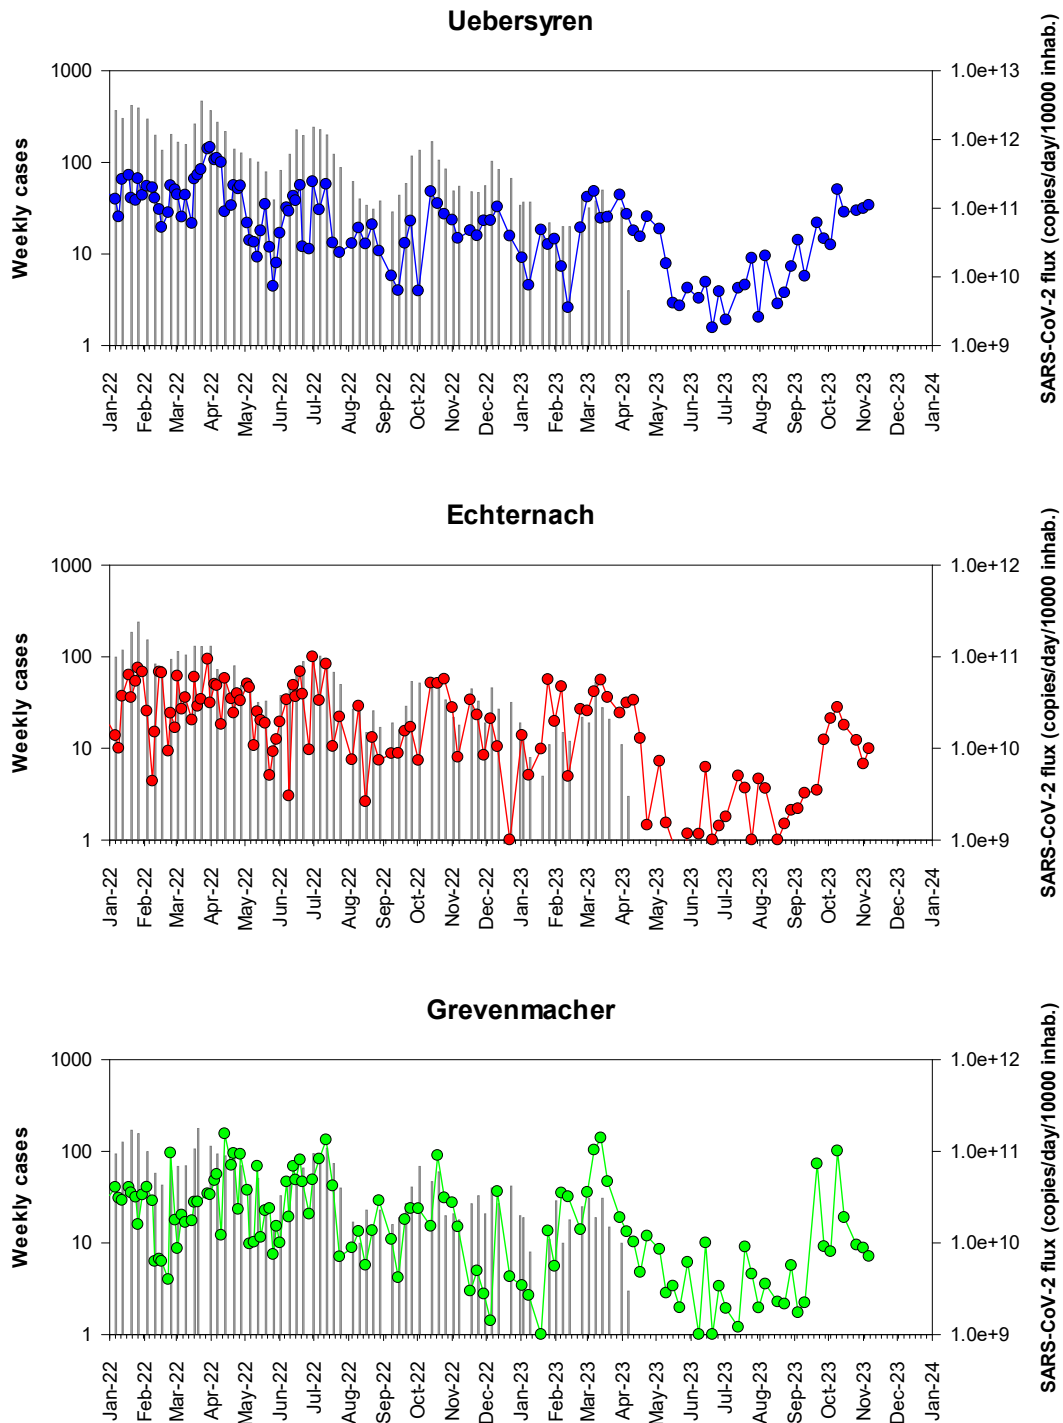 Uebersyren
Weekly cases
1000
100
10
1
1.0e+13
1.0e+12
1.0e+11
1.0e+10
1.0e+9
SARS-CoV-2 flux (copies/day/10000 inhab.)
Jan-22
Feb-22
Mar-22
Apr-22
May-22
Jun-22
Jul-22
Aug-22
Sep-22
Oct-22
Nov-22
Dec-22
Jan-23
Feb-23
Mar-23
Apr-23
May-23
Jun-23
Jul-23
Aug-23
Sep-23
Oct-23
Nov-23
Dec-23
Jan-24
Echternach
Weekly cases
1000
100
10
1
1.0e+12
1.0e+11
1.0e+10
1.0e+9
SARS-CoV-2 flux (copies/day/10000 inhab.)
Jan-22
Feb-22
Mar-22
Apr-22
May-22
Jun-22
Jul-22
Aug-22
Sep-22
Oct-22
Nov-22
Dec-22
Jan-23
Feb-23
Mar-23
Apr-23
May-23
Jun-23
Jul-23
Aug-23
Sep-23
Oct-23
Nov-23
Dec-23
Jan-24
Grevenmacher
Weekly cases
1000
100
10
1
1.0e+12
1.0e+11
1.0e+10
1.0e+9
SARS-CoV-2 flux (copies/day/10000 inhab.)
Jan-22
Feb-22
Mar-22
Apr-22
May-22
Jun-22
Jul-22
Aug-22
Sep-22
Oct-22
Nov-22
Dec-22
Jan-23
Feb-23
Mar-23
Apr-23
May-23
Jun-23
Jul-23
Aug-23
Sep-23
Oct-23
Nov-23
Dec-23
Jan-24